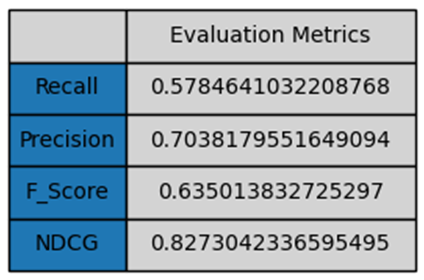 Evaluation Metrics
Recall 0.5784641032208768
Precision 0.7038179551649094
F_Score 0.635013832725297
NDCG 0.8273042336595495